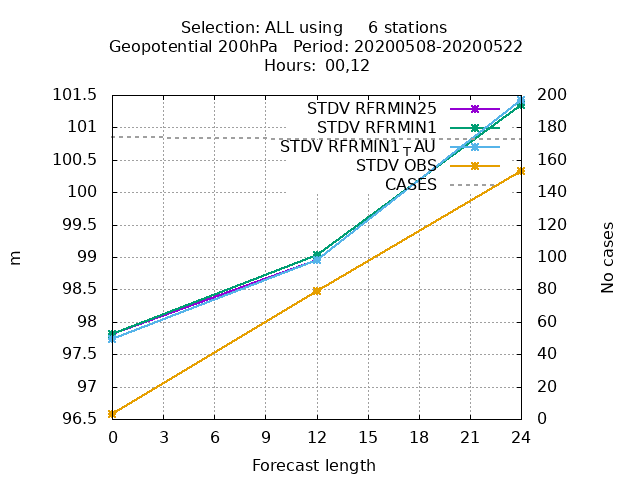 Selection: ALL using     6 stations
Geopotential 200hPa   Period: 20200508-20200522
Hours: 00,12
101.5
101
100.5
100
99.5
99
98.5
98
97.5
97
96.5
m
STDV RFRMIN25
STDV RFRMIN1
STDV RFRMIN1_TAU
STDV OBS
CASES
200
180
160
140
120
100
80
60
40
20
0
No cases
0 3 6 9 12 15 18 21 24
Forecast length